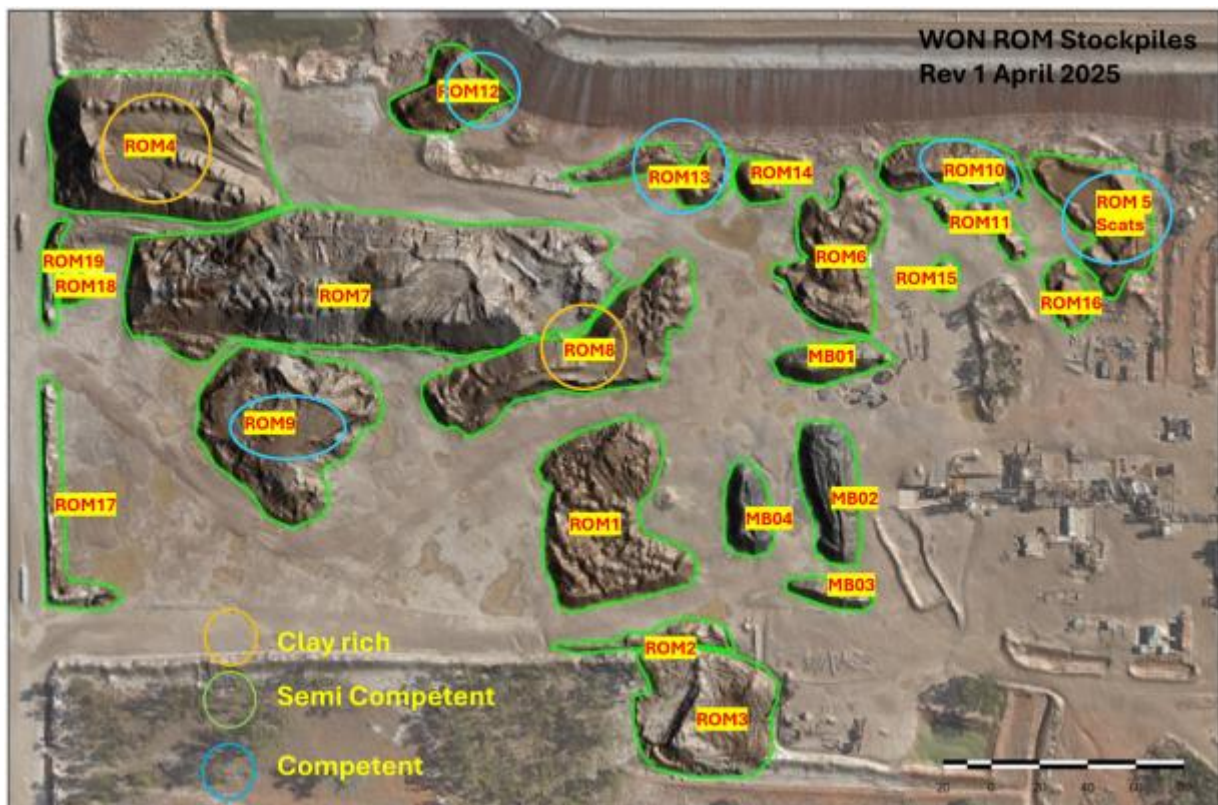 WON ROM Stockpiles
Rev 1 April 2025
ROM12
ROM4
ROM13
ROM14
ROM10
ROM 5
Scats
ROM11
ROM19
ROM18
ROM6
ROM15
ROM7
ROM16
ROM8
MB01
ROM9
ROM17
ROM1
MB04
MB02
MB03
Clay rich
ROM2
Semi Competent
ROM3
Competent
20 0 20 40 60 80